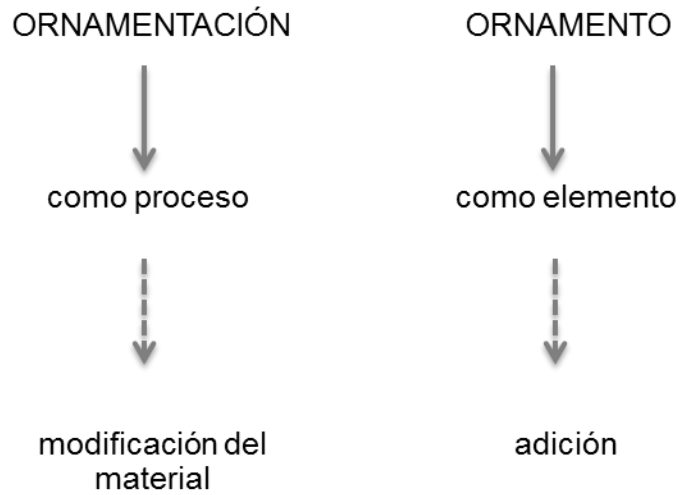 ORNAMENTACIÓN
ORNAMENTO
como proceso
como elemento
modificación del
material
adición